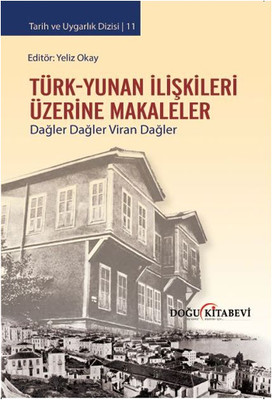 Tarih ve Uygarlık Dizisi | 11
Editör: Yeliz Okay
TÜRK-YUNAN İLİŞKİLERİ
ÜZERİNE MAKALELER
Dağler Dağler Viran Dağler
DOĞU KİTABEVİ